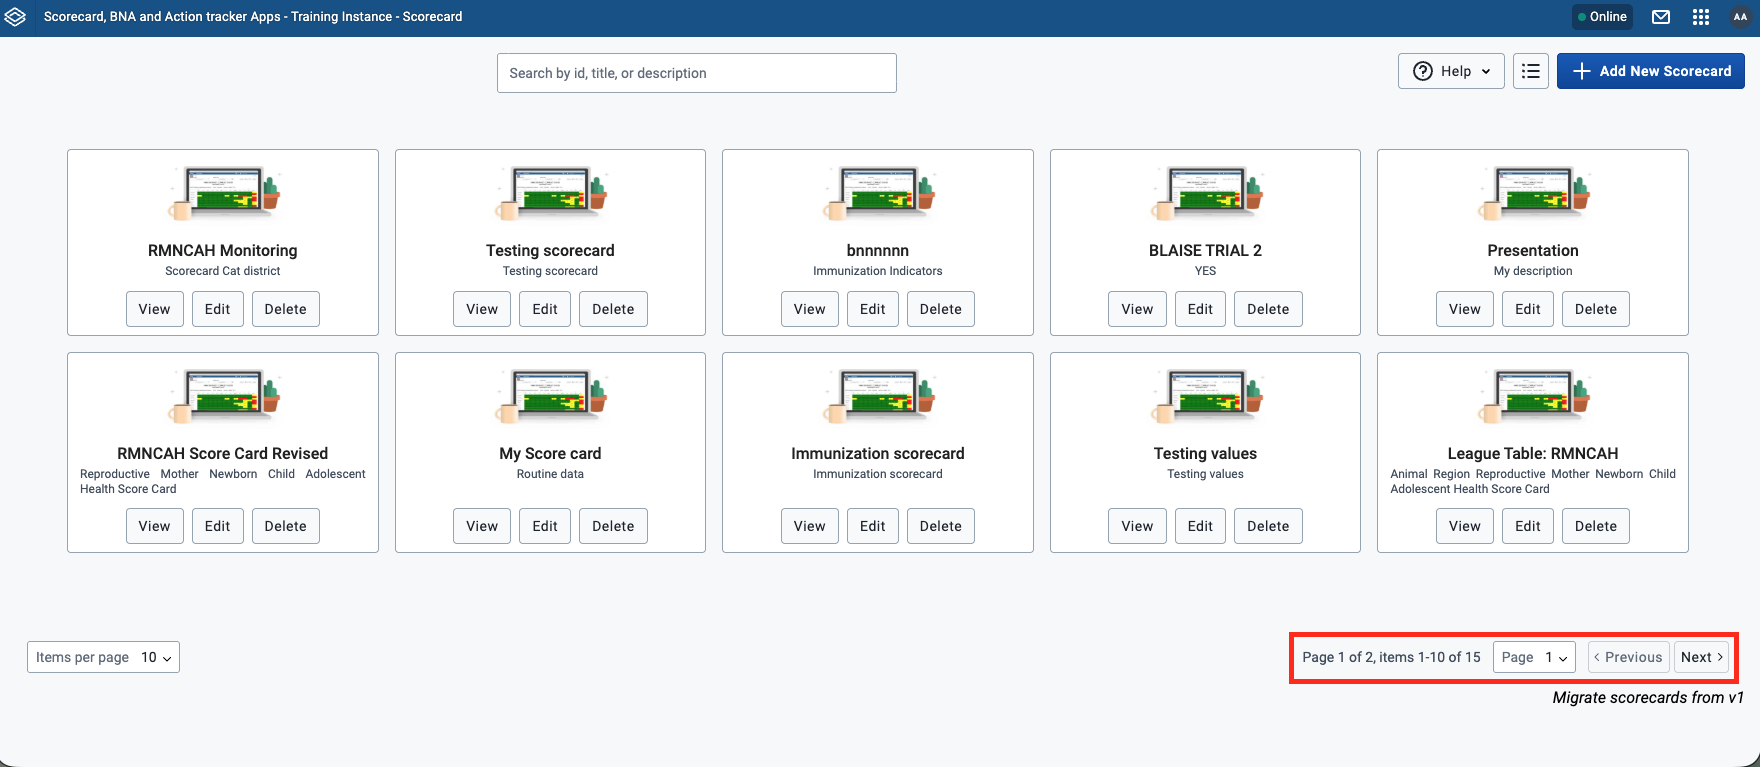 Scorecard, BNA and Action tracker Apps - Training Instance - Scorecard
Online
AA
Search by id, title, or description
Help
Add New Scorecard
RMNCAH Monitoring
Scorecard Cat district
View Edit Delete
Testing scorecard
Testing scorecard
View Edit Delete
bnnnnnn
Immunization Indicators
View Edit Delete
BLAISE TRIAL 2
YES
View Edit Delete
Presentation
My description
View Edit Delete
RMNCAH Score Card Revised
Reproductive Mother Newborn Child Adolescent
Health Score Card
View Edit Delete
My Score card
Routine data
View Edit Delete
Immunization scorecard
Immunization scorecard
View Edit Delete
Testing values
Testing values
View Edit Delete
League Table: RMNCAH
Animal Region Reproductive Mother Newborn Child
Adolescent Health Score Card
View Edit Delete
Items per page 10
Page 1 of 2, items 1-10 of 15 Page 1 Previous Next
Migrate scorecards from v1